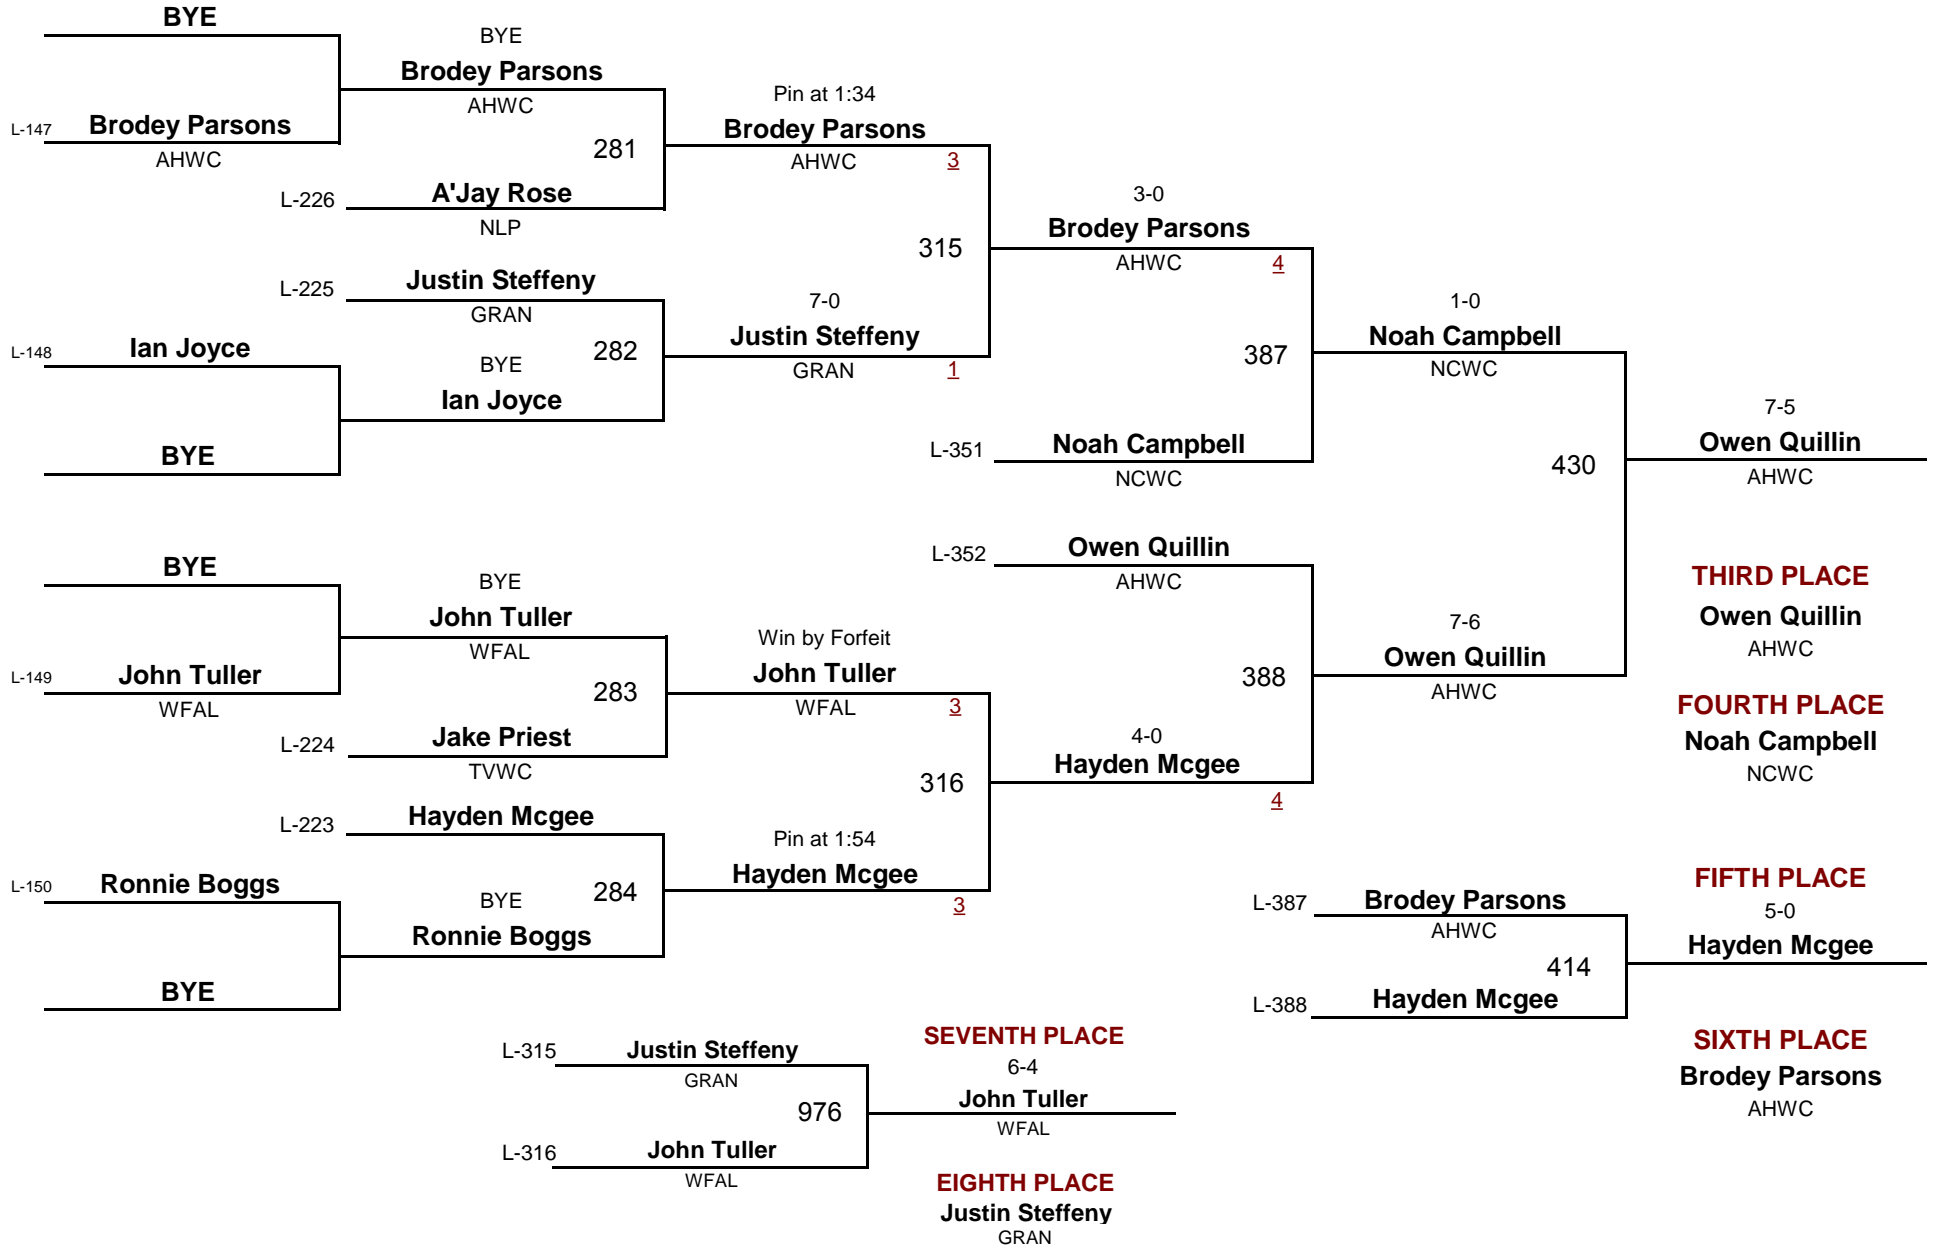 BYE
L-147 Brodey Parsons
AHWC
BYE
Brodey Parsons
AHWC
281
L-226 A'Jay Rose
NLP
Pin at 1:34
Brodey Parsons
AHWC 3
L-225 Justin Steffeny
GRAN
L-148 Ian Joyce
BYE
282
BYE
Ian Joyce
7-0
Justin Steffeny
GRAN 1
315
3-0
Brodey Parsons
AHWC 4
387
L-351 Noah Campbell
NCWC
1-0
Noah Campbell
NCWC
430
7-5
Owen Quillin
AHWC
BYE
L-149 John Tuller
WFAL
BYE
John Tuller
WFAL
283
L-224 Jake Priest
TVWC
Win by Forfeit
John Tuller
WFAL 3
L-223 Hayden Mcgee
L-150 Ronnie Boggs
BYE
284
BYE
Ronnie Boggs
Pin at 1:54
Hayden Mcgee
3
316
4-0
Hayden Mcgee
4
L-352 Owen Quillin
AHWC
388
7-6
Owen Quillin
AHWC
THIRD PLACE
Owen Quillin
AHWC
FOURTH PLACE
Noah Campbell
NCWC
L-387 Brodey Parsons
AHWC
414
L-388 Hayden Mcgee
FIFTH PLACE
5-0
Hayden Mcgee
SIXTH PLACE
Brodey Parsons
AHWC
L-315 Justin Steffeny
GRAN
976
L-316 John Tuller
WFAL
SEVENTH PLACE
6-4
John Tuller
WFAL
EIGHTH PLACE
Justin Steffeny
GRAN